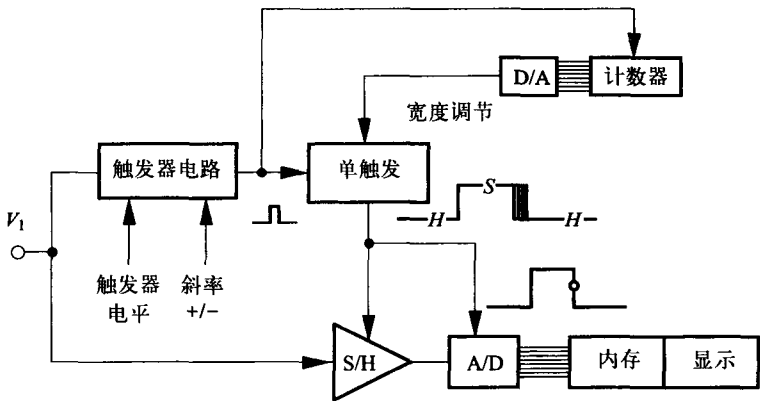 D/A
计数器
宽度调节
触发器电路
单触发
S
H
H
V1
触发器
电平
斜率
+/−
S/H
A/D
内存
显示